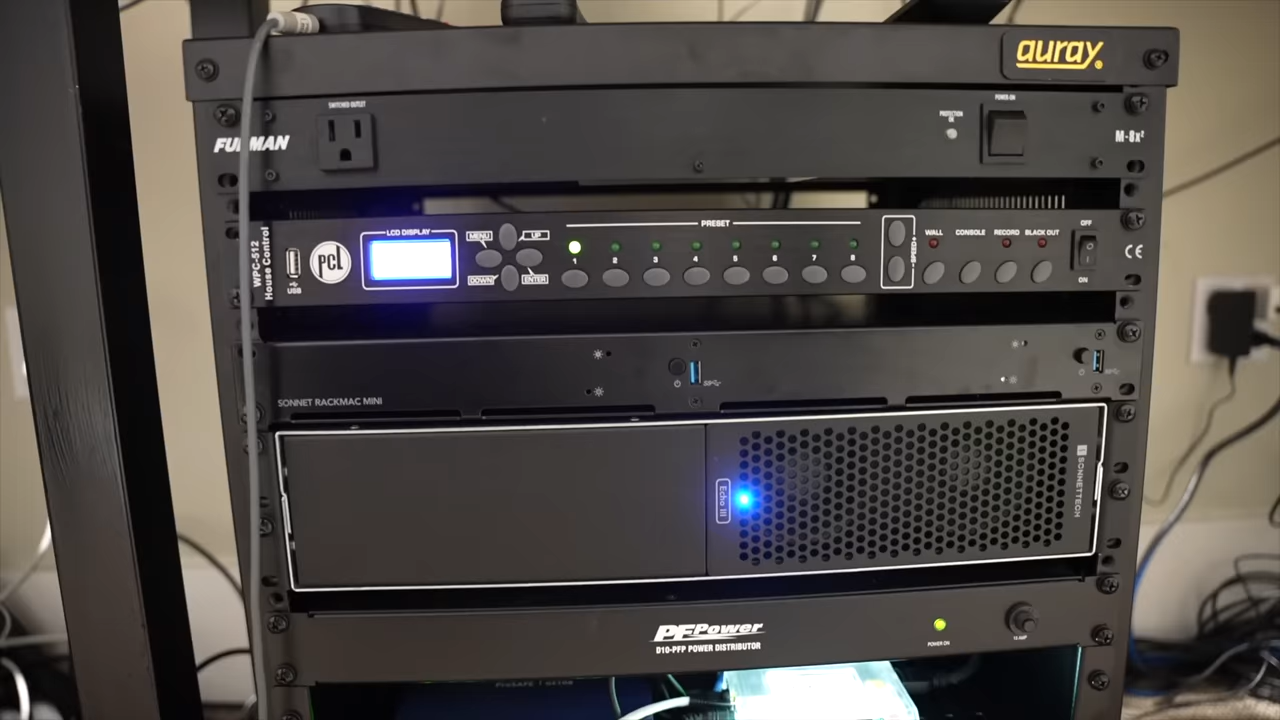 auray
SWITCHED OUTLET
POWER ON
PROTECTION OK
FURMAN
M-8x²
PRESET
LCD DISPLAY
MENU
UP
DOWN
ENTER
WPC-512
House Control
USB
pcl
1 2 3 4 5 6 7 8
SPEED
WALL CONSOLE RECORD BLACK OUT
OFF
ON
CE
SONNET RACKMAC MINI
Echo III
SONNETTECH
PFPower
D10-PFP POWER DISTRIBUTOR
POWER ON
15 AMP